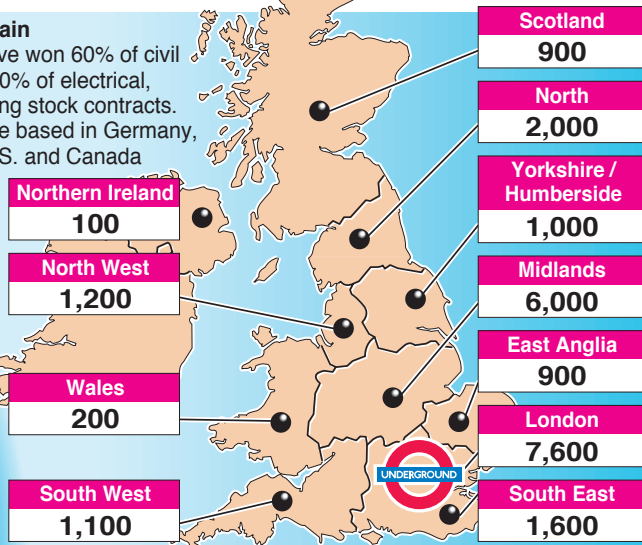 ve won 60% of civil
0% of electrical,
stock contracts.
based in Germany,
and Canada
Scotland
900
North
2,000
Yorkshire /
Humberside
1,000
Northern Ireland
100
North West
1,200
Midlands
6,000
East Anglia
900
Wales
200
London
7,600
UNDERGROUND
South West
1,100
South East
1,600